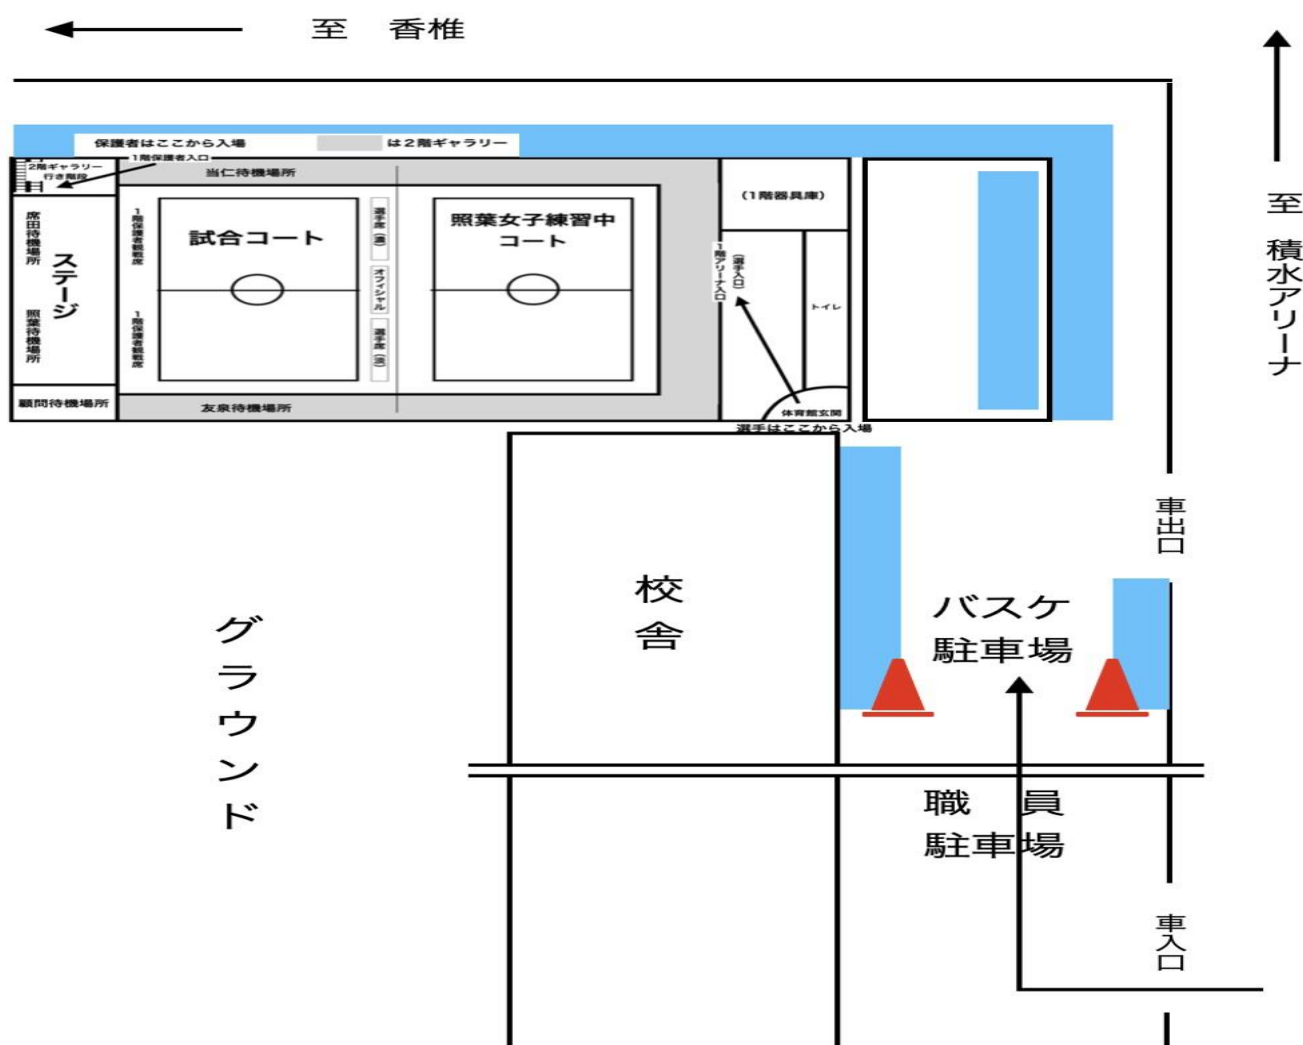 至 香椎
保護者はここから入場
は２階ギャラリー
1階保護者入口
2階ギャラリー
行き階段
当仁待機場所
席田待機場所
照葉待機場所
ステージ
顧問待機場所
1階保護者観戦席
1階保護者観戦席
試合コート
選手席（濃）
オフィシャル
選手席（淡）
照葉女子練習中
コート
友泉待機場所
（1階器具庫）
1階アリーナ入口
（選手入口）
トイレ
体育館玄関
選手はここから入場
至 積水アリーナ
車出口
校舎
バスケ
駐車場
グラウンド
職 員
駐車場
車入口